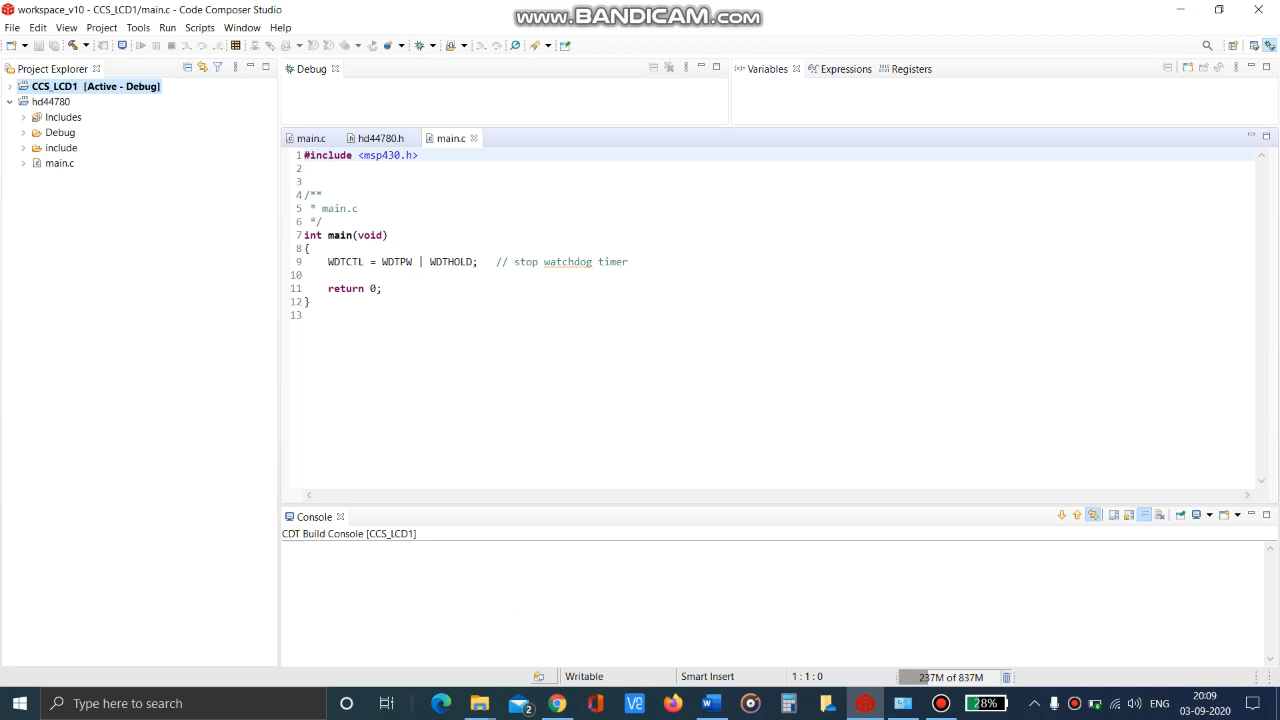 workspace_v10 - CCS_LCD1/main.c - Code Composer Studio
www.BANDICAM.com
File Edit View Project Tools Run Scripts Window Help
Project Explorer
CCS_LCD1 [Active - Debug]
hd44780
Includes
Debug
include
main.c
Debug
(x)= Variables
Expressions
Registers
main.c
hd44780.h
main.c
1 #include <msp430.h>
2
3
4 /**
5 * main.c
6 */
7 int main(void)
8 {
9 WDTCTL = WDTPW | WDTHOLD; // stop watchdog timer
10
11 return 0;
12 }
13
Console
CDT Build Console [CCS_LCD1]
Writable
Smart Insert
1 : 1 : 0
237M of 837M
Type here to search
2
28%
ENG
20:09
03-09-2020